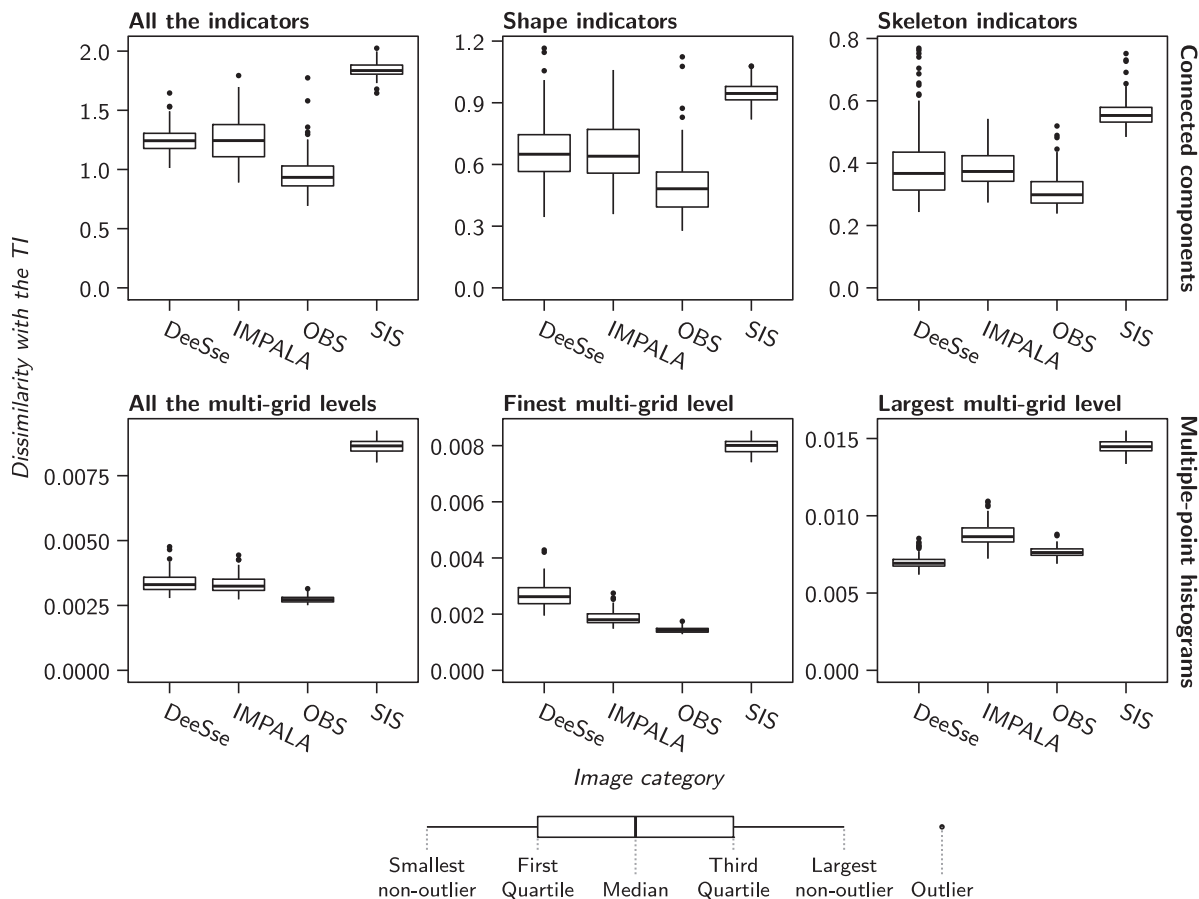 All the indicators
Shape indicators
Skeleton indicators
2.0
1.5
1.0
0.5
0.0
1.2
0.9
0.6
0.3
0.0
0.8
0.6
0.4
0.2
0.0
Connected components
DeeSse
IMPALA
OBS
SIS
DeeSse
IMPALA
OBS
SIS
DeeSse
IMPALA
OBS
SIS
Dissimilarity with the TI
All the multi-grid levels
Finest multi-grid level
Largest multi-grid level
0.0075
0.0050
0.0025
0.0000
0.008
0.006
0.004
0.002
0.000
0.015
0.010
0.005
0.000
Multiple-point histograms
DeeSse
IMPALA
OBS
SIS
DeeSse
IMPALA
OBS
SIS
DeeSse
IMPALA
OBS
SIS
Image category
Smallest
non-outlier
First
Quartile
Median
Third
Quartile
Largest
non-outlier
Outlier